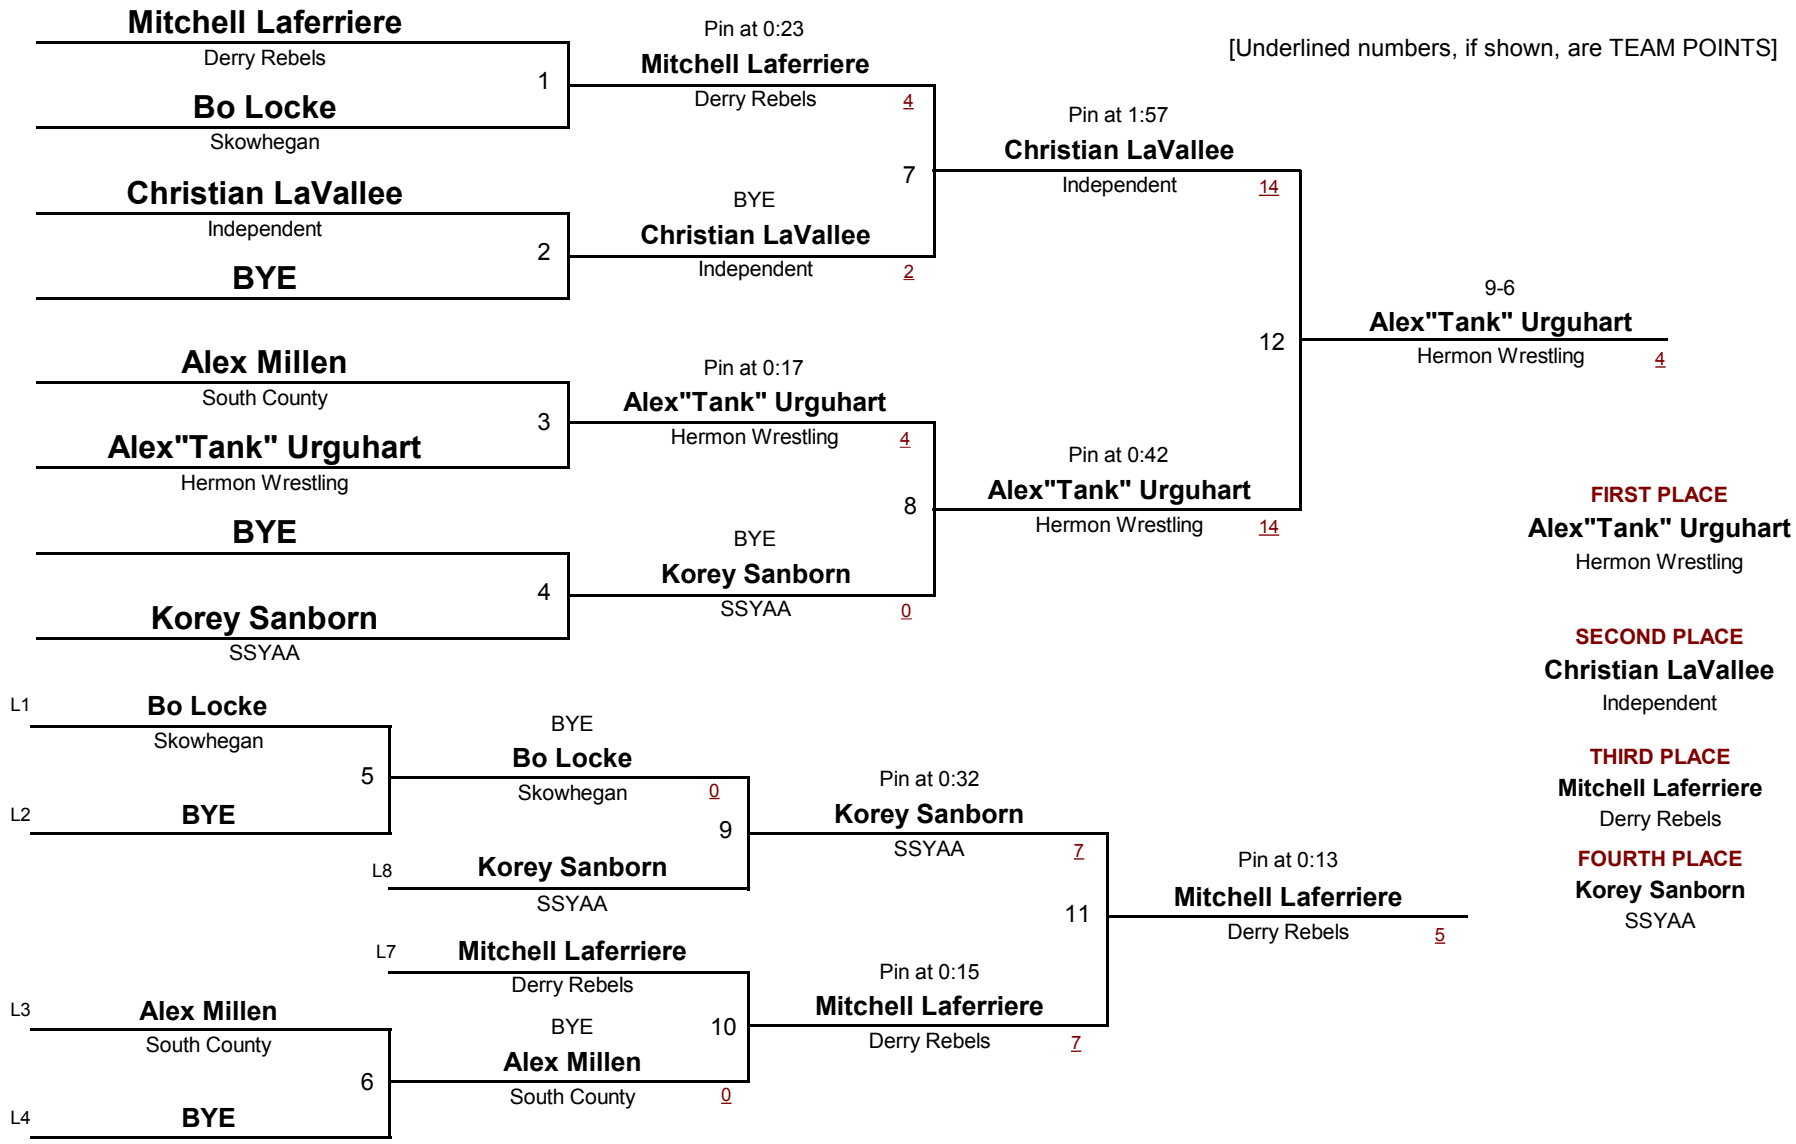 Mitchell Laferriere
Derry Rebels
1
Bo Locke
Skowhegan
Christian LaVallee
Independent
2
BYE
Alex Millen
South County
3
Alex"Tank" Urguhart
Hermon Wrestling
BYE
4
Korey Sanborn
SSYAA
Pin at 0:23
Mitchell Laferriere
Derry Rebels 4
7
BYE
Christian LaVallee
Independent 2
Pin at 0:17
Alex"Tank" Urguhart
Hermon Wrestling 4
8
BYE
Korey Sanborn
SSYAA 0
Pin at 1:57
Christian LaVallee
Independent 14
12
Pin at 0:42
Alex"Tank" Urguhart
Hermon Wrestling 14
[Underlined numbers, if shown, are TEAM POINTS]
9-6
Alex"Tank" Urguhart
Hermon Wrestling 4
L1 Bo Locke
Skowhegan
5
L2 BYE
BYE
Bo Locke
Skowhegan 0
9
L8 Korey Sanborn
SSYAA
L7 Mitchell Laferriere
Derry Rebels
10
L3 Alex Millen
South County
6
L4 BYE
BYE
Alex Millen
South County 0
Pin at 0:32
Korey Sanborn
SSYAA 7
11
Pin at 0:15
Mitchell Laferriere
Derry Rebels 7
Pin at 0:13
Mitchell Laferriere
Derry Rebels 5
FIRST PLACE
Alex"Tank" Urguhart
Hermon Wrestling
SECOND PLACE
Christian LaVallee
Independent
THIRD PLACE
Mitchell Laferriere
Derry Rebels
FOURTH PLACE
Korey Sanborn
SSYAA